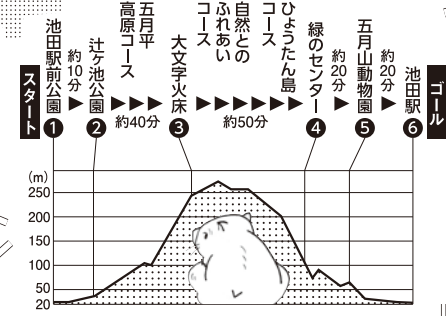 スタート
池田駅前公園
❶
約10分
辻ヶ池公園
❷
五月平
高原コース
約40分
大文字火床
❸
自然との
ふれあい
コース
ひょうたん島
コース
約50分
緑のセンター
❹
約20分
五月山動物園
❺
約20分
池田駅
❻
ゴール
(m)
250
200
150
100
50
20